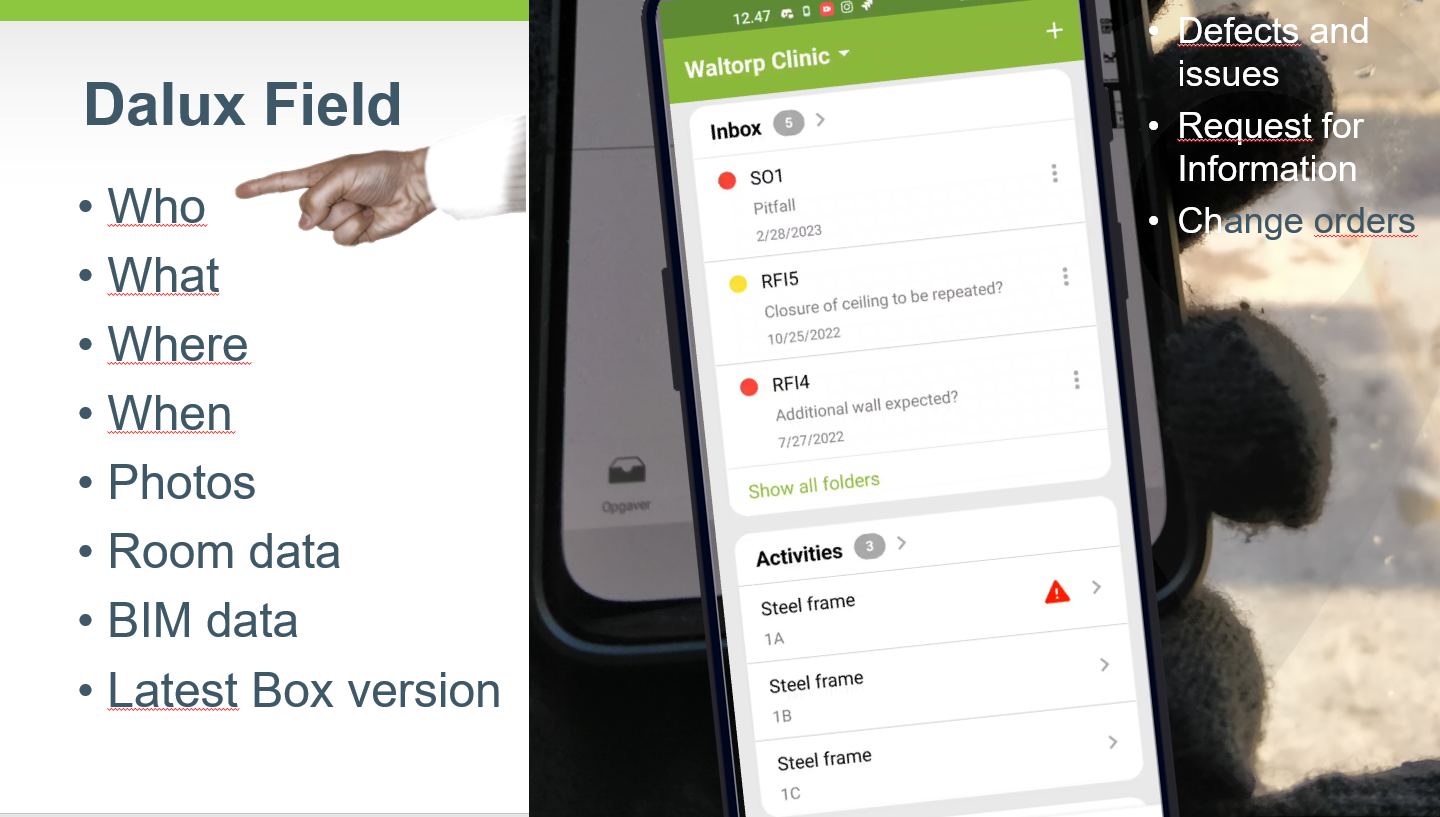 Dalux Field
• Who
• What
• Where
• When
• Photos
• Room data
• BIM data
• Latest Box version
12.47
Waltorp Clinic
+
Inbox 5
SO1
Pitfall
2/28/2023
RFI5
Closure of ceiling to be repeated?
10/25/2022
RFI4
Additional wall expected?
7/27/2022
Show all folders
Activities 3
Steel frame
1A
Steel frame
1B
Steel frame
1C
Opgaver
• Defects and
issues
• Request for
Information
• Change orders